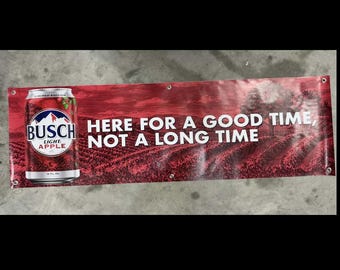 BUSCH
LIGHT
APPLE
HERE FOR A GOOD TIME,
NOT A LONG TIME